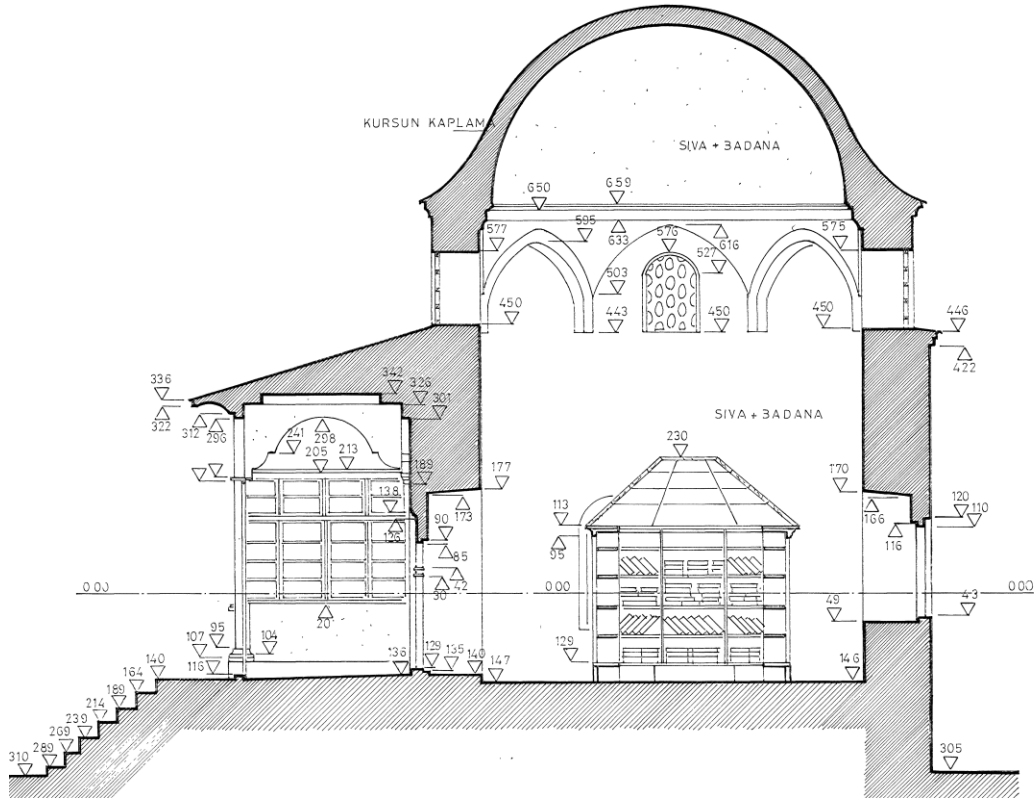 KURSUN KAPLAMA
SIVA + BADANA
650 659
577 595 633 576 616 575
527
503
450 443 450 450 446
422
336 342 326
322 312 296 301
SIVA + BADANA
241 298
205 213 230
189 177 170
138 173 113 166 120 110
126 90 95 116
85
42
0.00 30 0.00 0.00
20 49 43
95
107 104 129
116 136 129 135 140 147 146
140
164
189
214
239
269
289
310 305